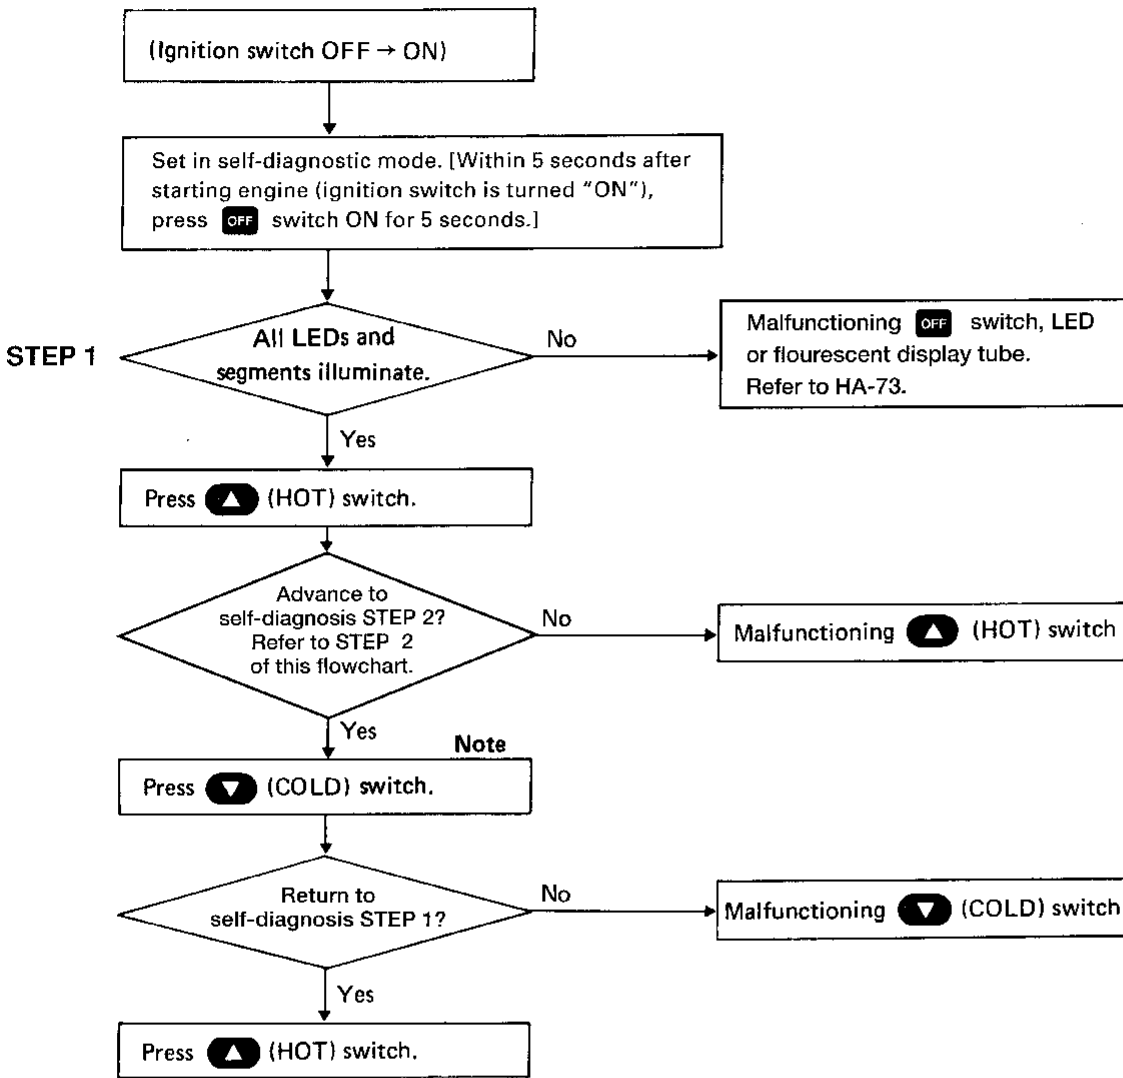 (Ignition switch OFF → ON)
Set in self-diagnostic mode. [Within 5 seconds after
starting engine (ignition switch is turned "ON"),
press OFF switch ON for 5 seconds.]
STEP 1
All LEDs and
segments illuminate.
No
Malfunctioning OFF switch, LED
or flourescent display tube.
Refer to HA-73.
Yes
Press ▲ (HOT) switch.
Advance to
self-diagnosis STEP 2?
Refer to STEP 2
of this flowchart.
No
Malfunctioning ▲ (HOT) switch
Yes
Note
Press ▼ (COLD) switch.
Return to
self-diagnosis STEP 1?
No
Malfunctioning ▼ (COLD) switch
Yes
Press ▲ (HOT) switch.